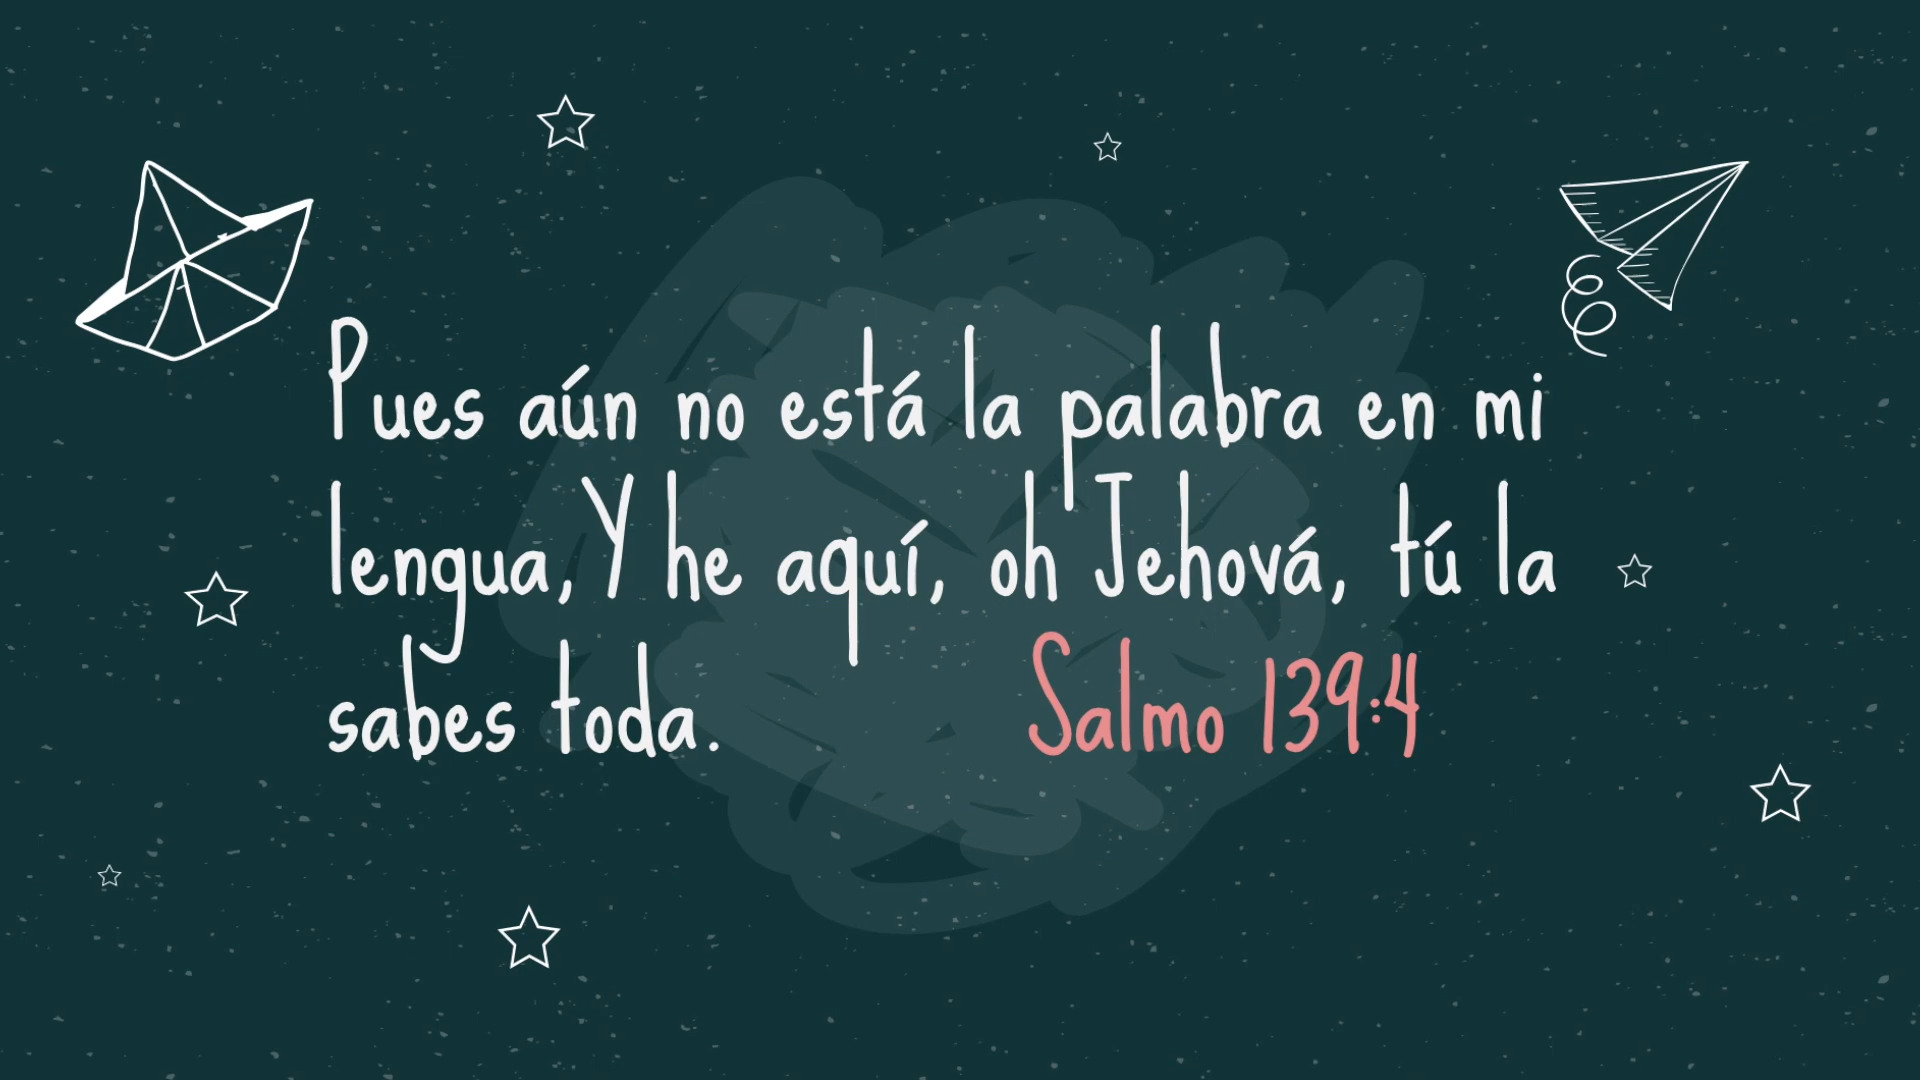 Pues aún no está la palabra en mi
lengua, Y he aquí, oh Jehová, tú la
sabes toda. Salmo 139:4